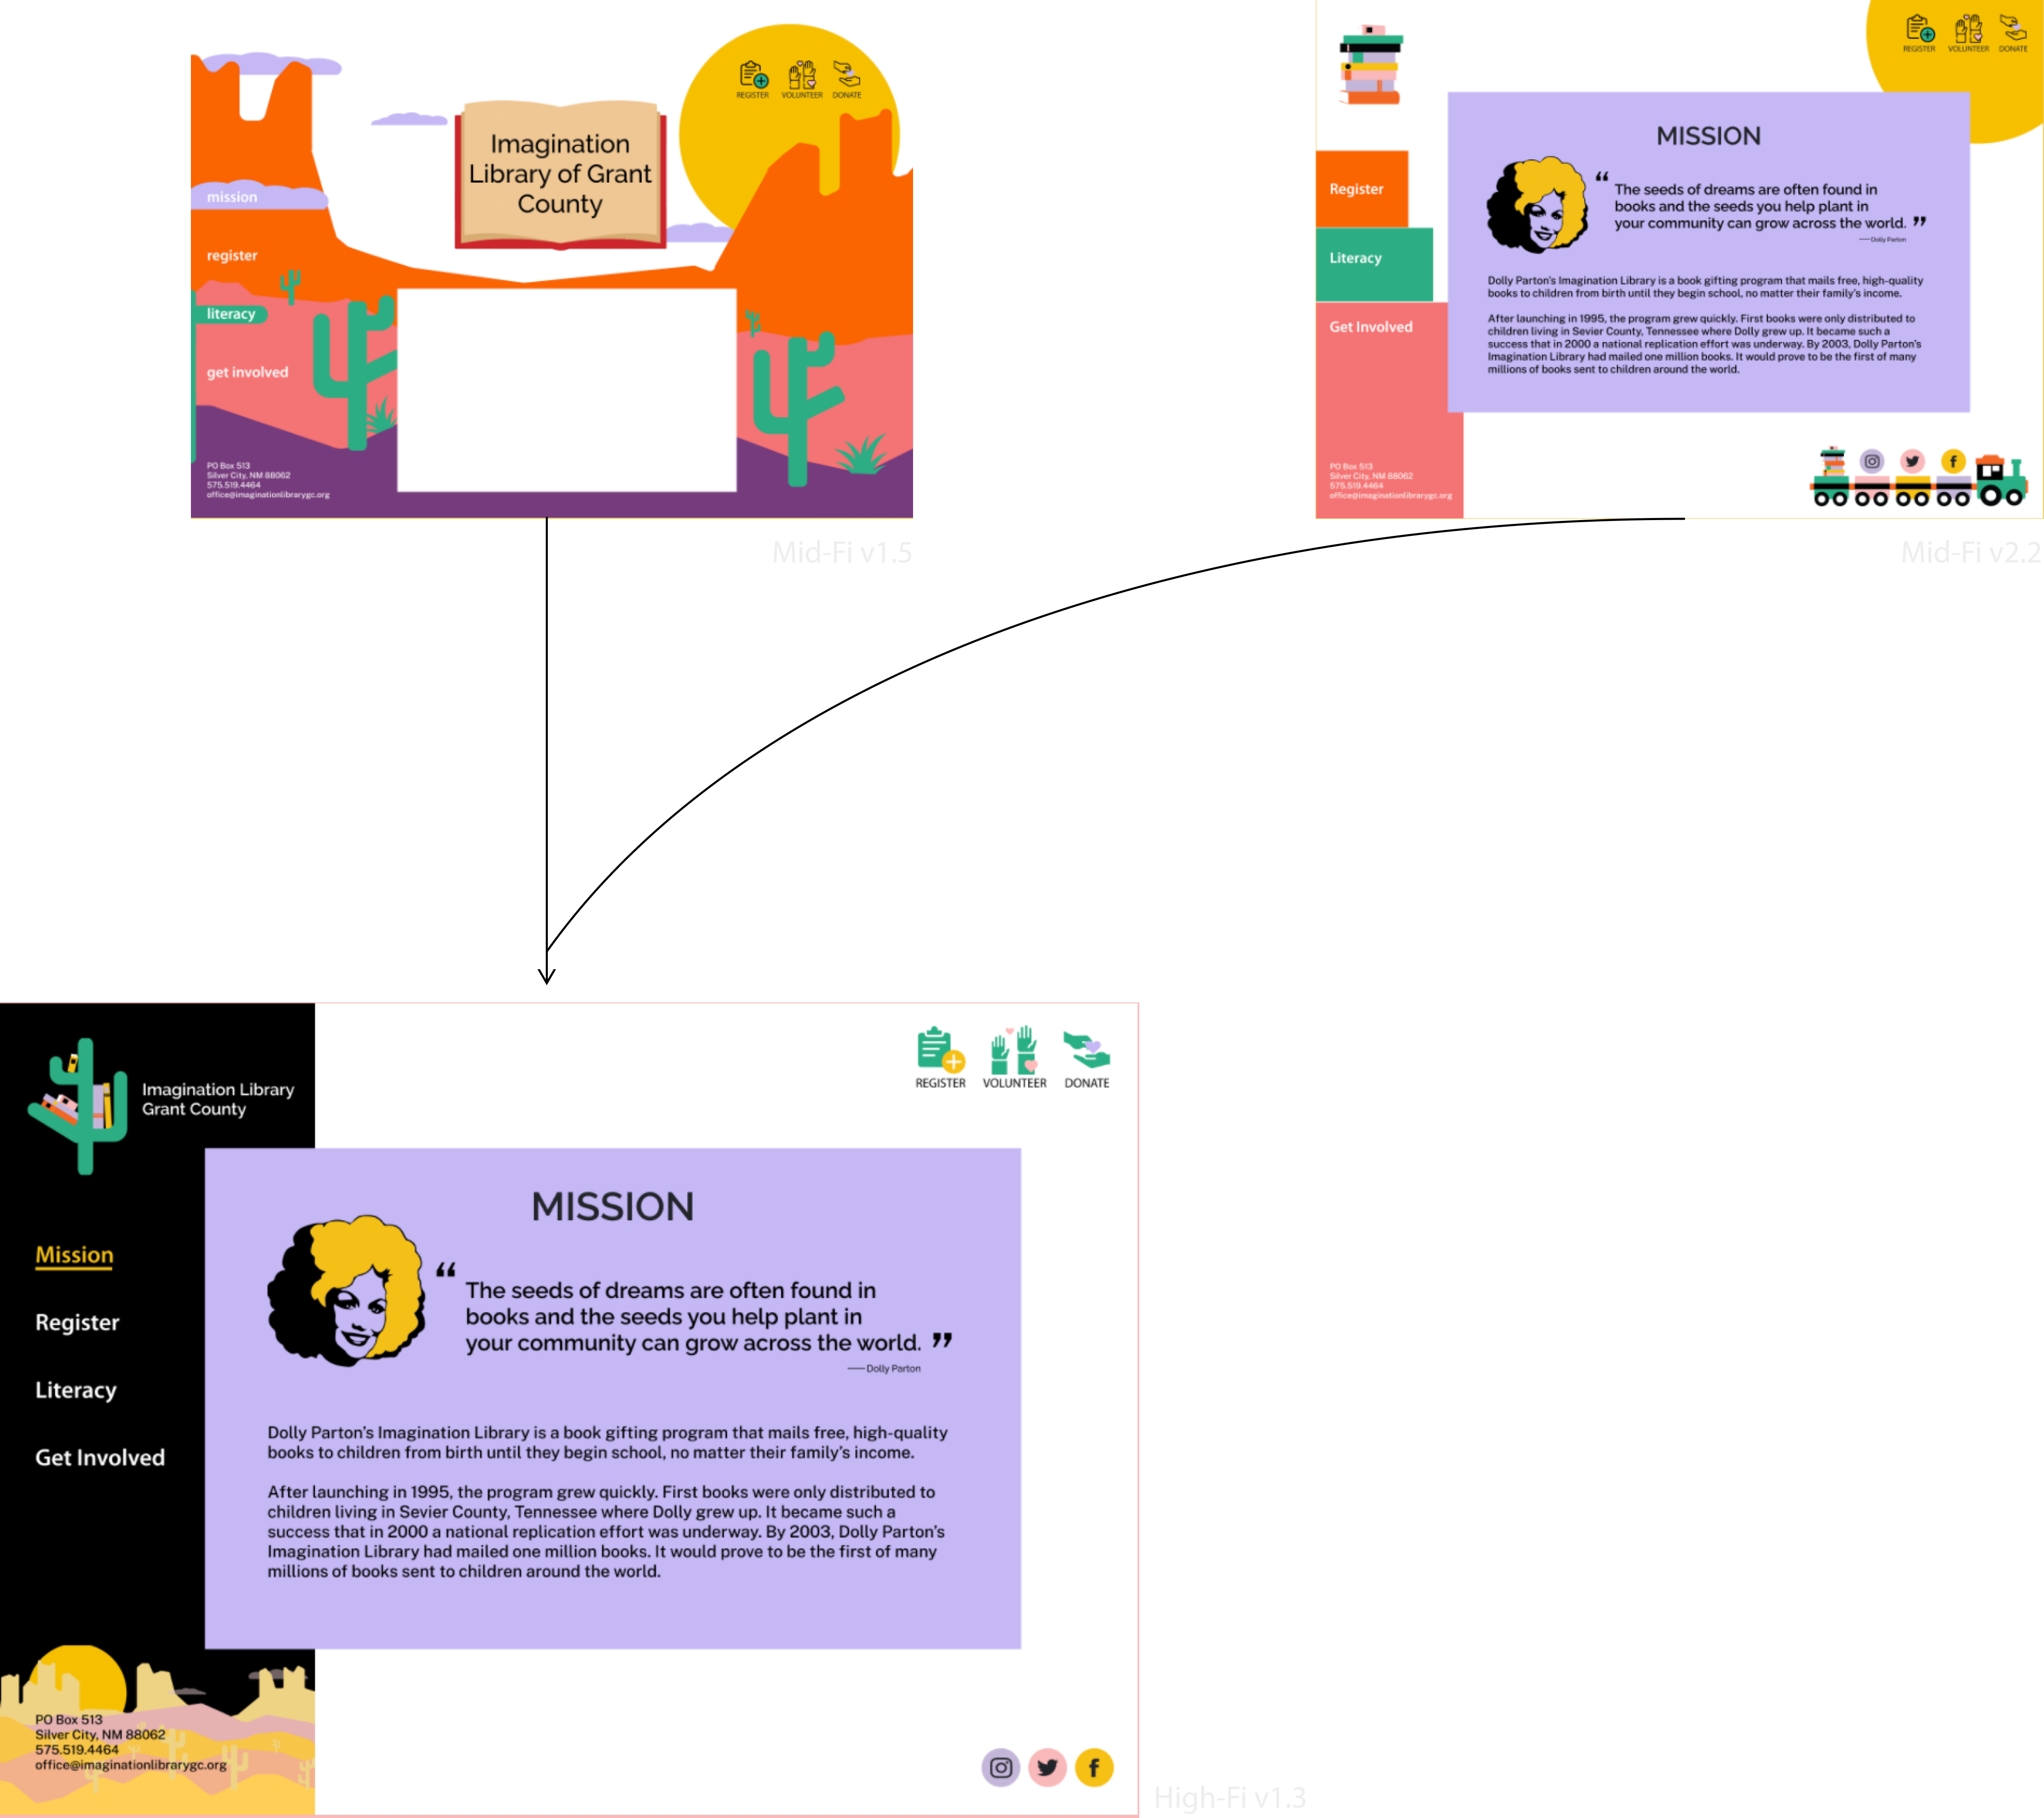 REGISTER VOLUNTEER DONATE
Imagination
Library of Grant
County
mission
register
literacy
get involved
PO Box 513
Silver City, NM 88062
575.519.4464
office@imaginationlibrarygc.org
Mid-Fi v1.5
REGISTER VOLUNTEER DONATE
MISSION
Register
Literacy
Get Involved
“ The seeds of dreams are often found in
books and the seeds you help plant in
your community can grow across the world. ”
— Dolly Parton
Dolly Parton’s Imagination Library is a book gifting program that mails free, high-quality
books to children from birth until they begin school, no matter their family’s income.
After launching in 1995, the program grew quickly. First books were only distributed to
children living in Sevier County, Tennessee where Dolly grew up. It became such a
success that in 2000 a national replication effort was underway. By 2003, Dolly Parton’s
Imagination Library had mailed one million books. It would prove to be the first of many
millions of books sent to children around the world.
PO Box 513
Silver City, NM 88062
575.519.4464
office@imaginationlibrarygc.org
Mid-Fi v2.2
Imagination Library
Grant County
REGISTER VOLUNTEER DONATE
Mission
Register
Literacy
Get Involved
MISSION
“ The seeds of dreams are often found in
books and the seeds you help plant in
your community can grow across the world. ”
— Dolly Parton
Dolly Parton’s Imagination Library is a book gifting program that mails free, high-quality
books to children from birth until they begin school, no matter their family’s income.
After launching in 1995, the program grew quickly. First books were only distributed to
children living in Sevier County, Tennessee where Dolly grew up. It became such a
success that in 2000 a national replication effort was underway. By 2003, Dolly Parton’s
Imagination Library had mailed one million books. It would prove to be the first of many
millions of books sent to children around the world.
PO Box 513
Silver City, NM 88062
575.519.4464
office@imaginationlibrarygc.org
High-Fi v1.3